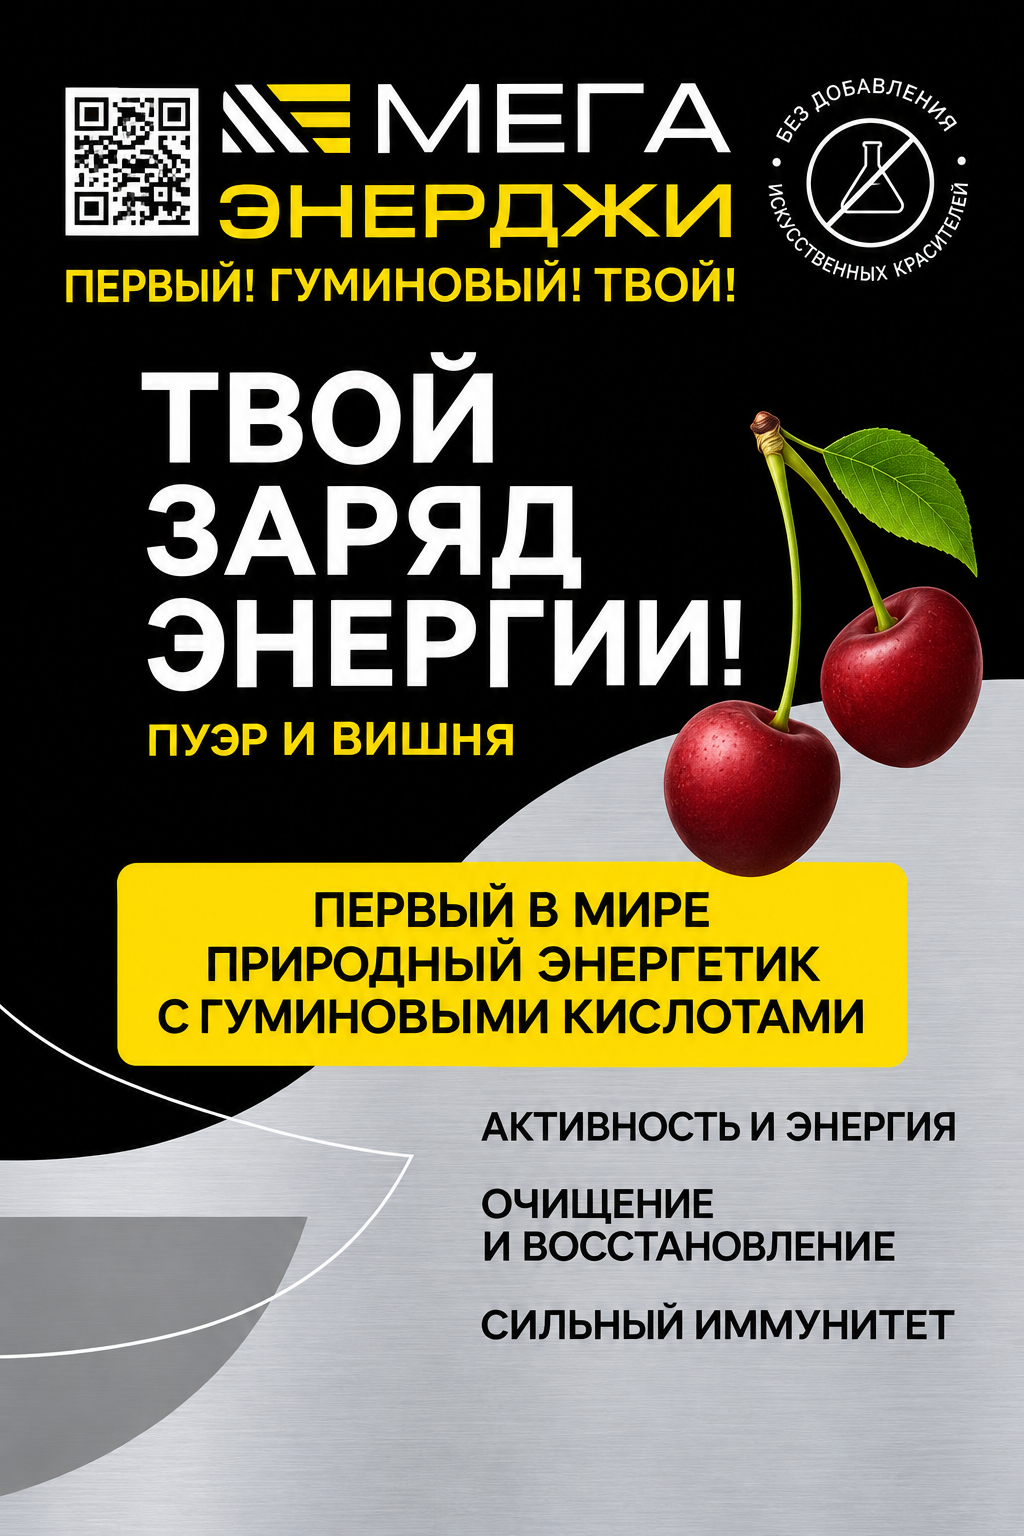 МЕГА
ЭНЕРДЖИ
ПЕРВЫЙ! ГУМИНОВЫЙ! ТВОЙ!
БЕЗ ДОБАВЛЕНИЯ
ИСКУССТВЕННЫХ КРАСИТЕЛЕЙ
ТВОЙ
ЗАРЯД
ЭНЕРГИИ!
ПУЭР И ВИШНЯ
ПЕРВЫЙ В МИРЕ
ПРИРОДНЫЙ ЭНЕРГЕТИК
С ГУМИНОВЫМИ КИСЛОТАМИ
АКТИВНОСТЬ И ЭНЕРГИЯ
ОЧИЩЕНИЕ
И ВОССТАНОВЛЕНИЕ
СИЛЬНЫЙ ИММУНИТЕТ